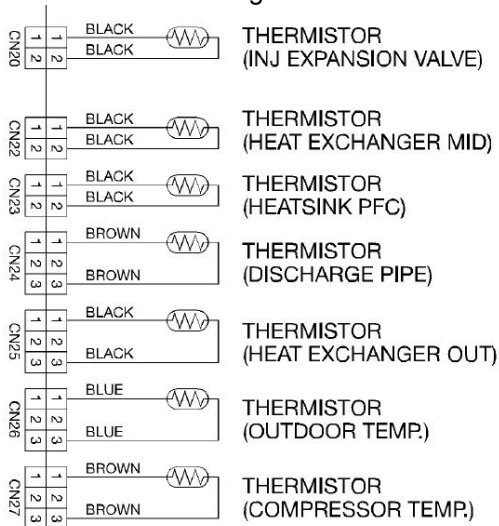 CN20
1 1 BLACK
2 2 BLACK
THERMISTOR
(INJ EXPANSION VALVE)
CN22
1 1 BLACK
2 2 BLACK
THERMISTOR
(HEAT EXCHANGER MID)
CN23
1 1 BLACK
2 2 BLACK
THERMISTOR
(HEATSINK PFC)
CN24
1 1 BROWN
2 2
3 3 BROWN
THERMISTOR
(DISCHARGE PIPE)
CN25
1 1 BLACK
2 2
3 3 BLACK
THERMISTOR
(HEAT EXCHANGER OUT)
CN26
1 1 BLUE
2 2
3 3 BLUE
THERMISTOR
(OUTDOOR TEMP.)
CN27
1 1 BROWN
2 2
3 3 BROWN
THERMISTOR
(COMPRESSOR TEMP.)